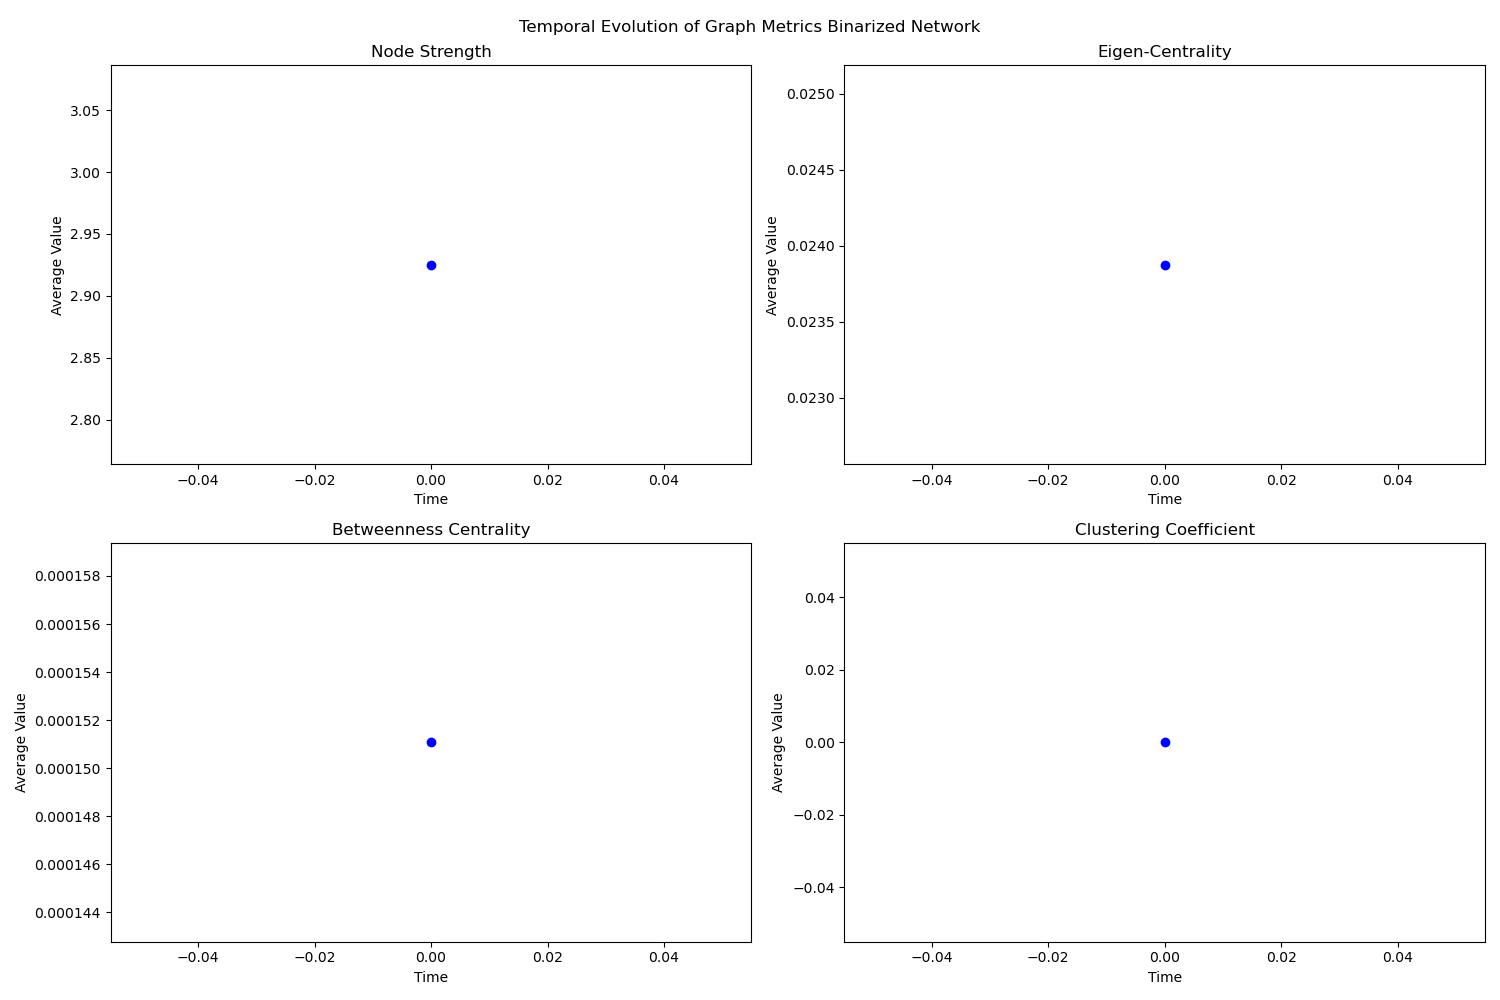 Temporal Evolution of Graph Metrics Binarized Network
Node Strength
3.05
3.00
2.95
2.90
2.85
2.80
Average Value
−0.04 −0.02 0.00 0.02 0.04
Time
Eigen-Centrality
0.0250
0.0245
0.0240
0.0235
0.0230
Average Value
−0.04 −0.02 0.00 0.02 0.04
Time
Betweenness Centrality
0.000158
0.000156
0.000154
0.000152
0.000150
0.000148
0.000146
0.000144
Average Value
−0.04 −0.02 0.00 0.02 0.04
Time
Clustering Coefficient
0.04
0.02
0.00
−0.02
−0.04
Average Value
−0.04 −0.02 0.00 0.02 0.04
Time